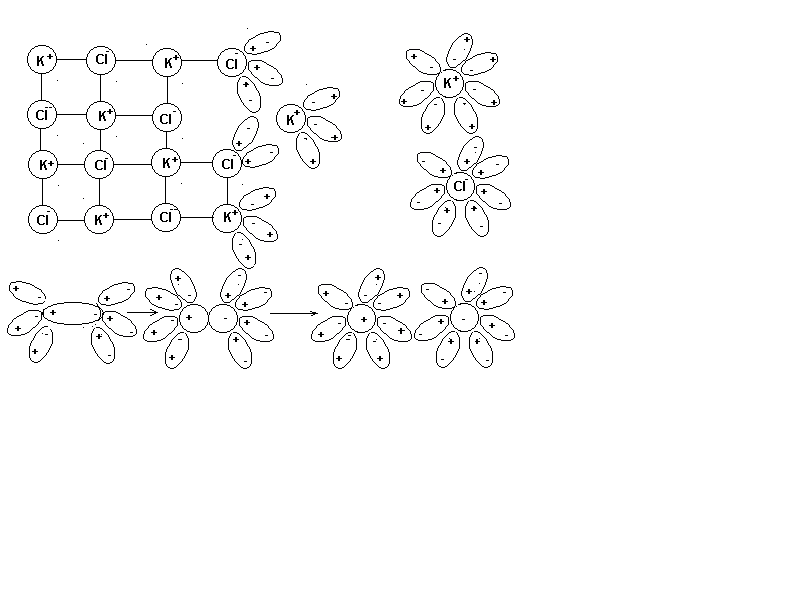 K⁺ Cl⁻ K⁺ Cl⁻ K⁺
Cl⁻ K⁺ Cl⁻ K⁺
K⁺ Cl⁻ K⁺ Cl⁻ Cl⁻
Cl⁻ K⁺ Cl⁻ K⁺
+ - + - + -